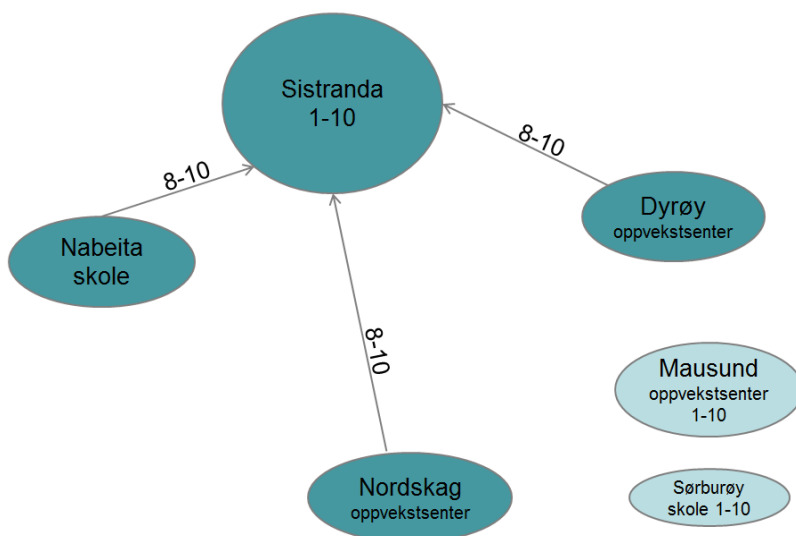 Sistranda
1-10
8-10
8-10
Dyrøy
oppvekstsenter
Nabeita
skole
8-10
Mausund
oppvekstsenter
1-10
Nordskag
oppvekstsenter
Sørburøy
skole 1-10